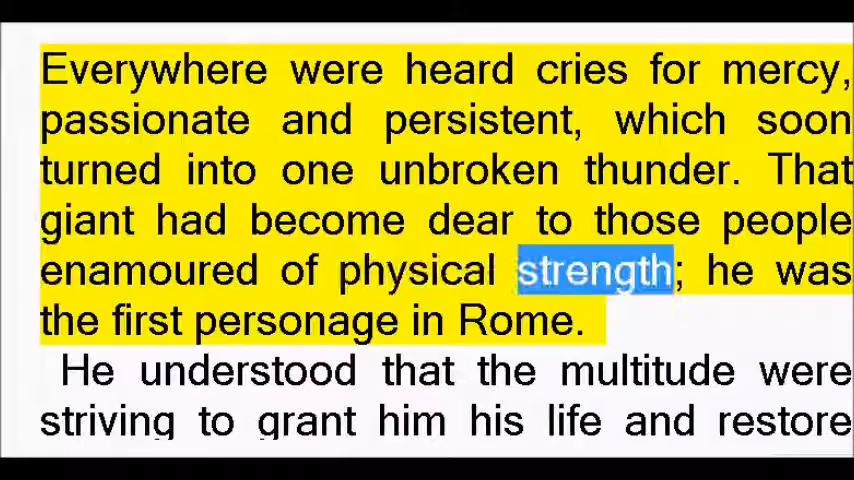 Everywhere were heard cries for mercy,
passionate and persistent, which soon
turned into one unbroken thunder. That
giant had become dear to those people
enamoured of physical strength; he was
the first personage in Rome.
He understood that the multitude were
striving to grant him his life and restore